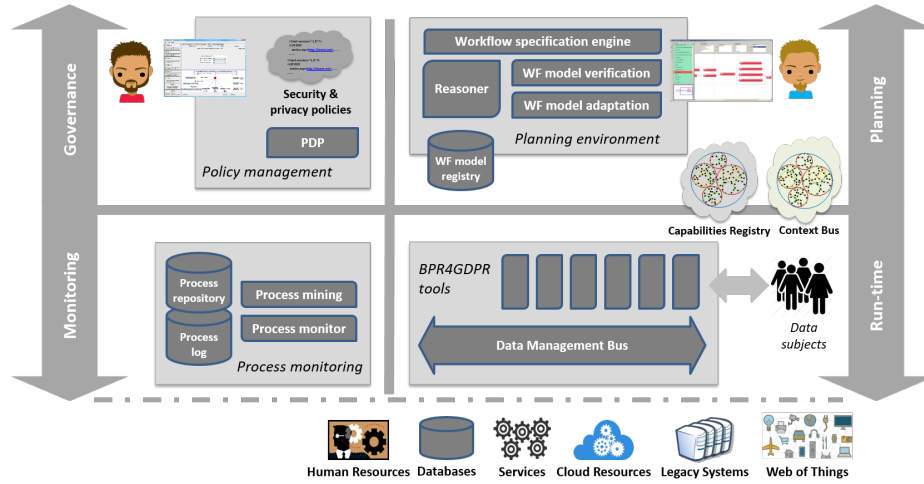 Governance
Security &
privacy policies
PDP
Policy management
Workflow specification engine
Reasoner
WF model verification
WF model adaptation
Planning environment
WF model
registry
Planning
Capabilities Registry
Context Bus
Monitoring
Process
repository
Process
log
Process mining
Process monitor
Process monitoring
BPR4GDPR
tools
Data Management Bus
Data
subjects
Run-time
Human Resources
Databases
Services
Cloud Resources
Legacy Systems
Web of Things